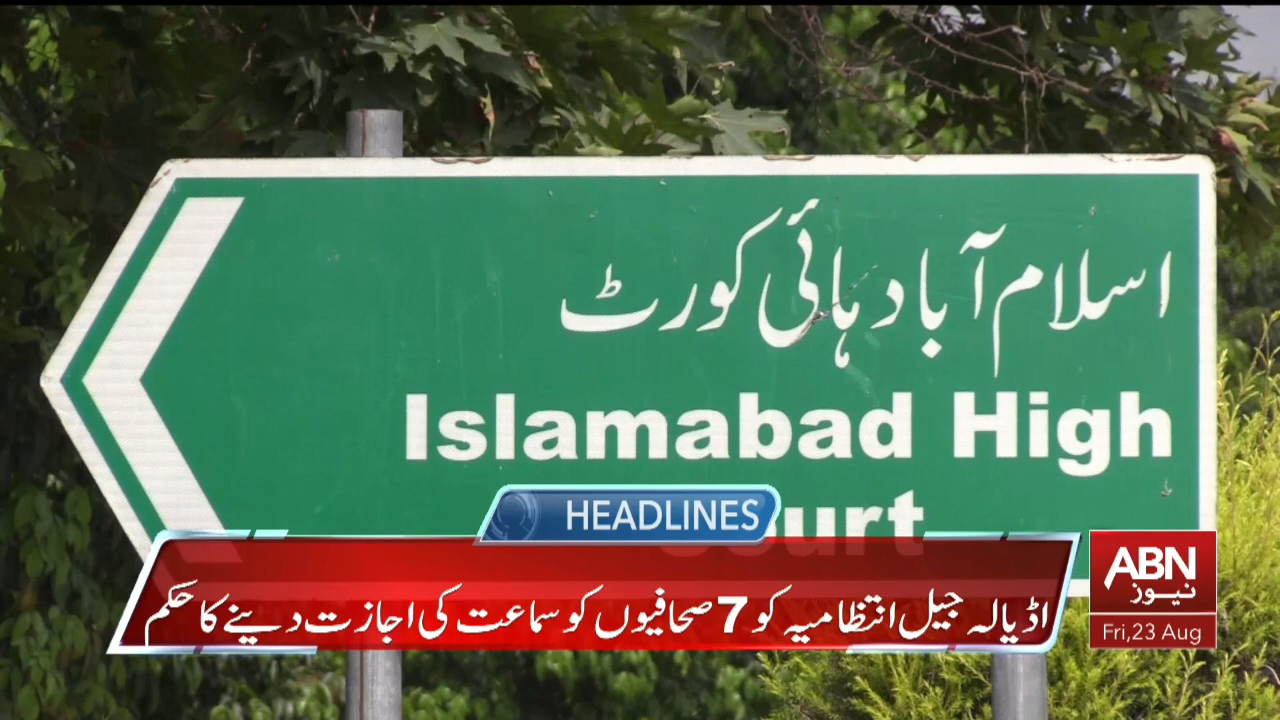 اسلام آباد ہائی کورٹ
Islamabad High
Court
HEADLINES
اڈیالہ جیل انتظامیہ کو 7 صحافیوں کو سماعت کی اجازت دینے کا حکم
ABN
نیوز
Fri,23 Aug